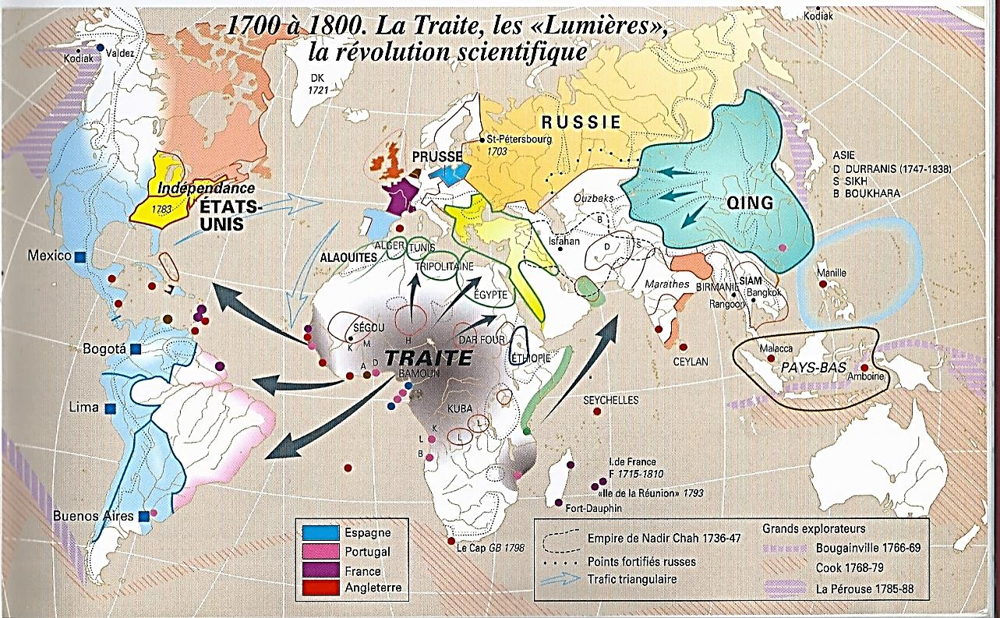 1700 à 1800. La Traite, les «Lumières»,
la révolution scientifique
Kodiak
Kodiak
Valdez
DK
1721
RUSSIE
St-Pétersbourg
1703
PRUSSE
ASIE
D DURRANIS (1747-1838)
S SIKH
B BOUKHARA
Indépendance
1783
ÉTATS-
UNIS
Ouzbeks
B
QING
Isfahan
D
S
Mexico
ALAOUITES
ALGER
TUNIS
TRIPOLITAINE
ÉGYPTE
Marathes
BIRMANIE
SIAM
Rangoon
Bangkok
Manille
SÉGOU
K
M
H
DAR FOUR
ÉTHIOPIE
TRAITE
A
D
BAMOUN
Bogotá
CEYLAN
Malacca
PAYS-BAS
Amboine
Lima
KUBA
SEYCHELLES
K
L
L
L
B
I.de France
F 1715-1810
«Ile de la Réunion» 1793
Fort-Dauphin
Buenos Aires
Le Cap GB 1798
Espagne
Portugal
France
Angleterre
Empire de Nadir Chah 1736-47
Points fortifiés russes
Trafic triangulaire
Grands explorateurs
Bougainville 1766-69
Cook 1768-79
La Pérouse 1785-88